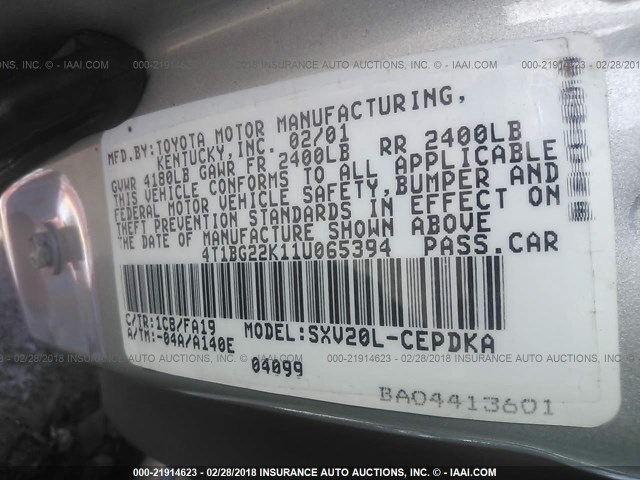 000-21914623 - 02/28/2018 INSURANCE AUTO AUCTIONS, INC. - © IAAI.COM
MFD.BY:TOYOTA MOTOR MANUFACTURING,
KENTUCKY, INC. 02/01
GVWR 4180LB GAWR FR 2400LB RR 2400LB
THIS VEHICLE CONFORMS TO ALL APPLICABLE
FEDERAL MOTOR VEHICLE SAFETY,BUMPER AND
THEFT PREVENTION STANDARDS IN EFFECT ON
THE DATE OF MANUFACTURE SHOWN ABOVE
4T1BG22K11U065394 PASS.CAR
C/TR:1C8/FA19 MODEL:SXV20L-CEPDKA
A/TM:-04A/A140E
04099
BA04413601
000-21914623 - 02/28/2018 INSURANCE AUTO AUCTIONS, INC. - © IAAI.COM